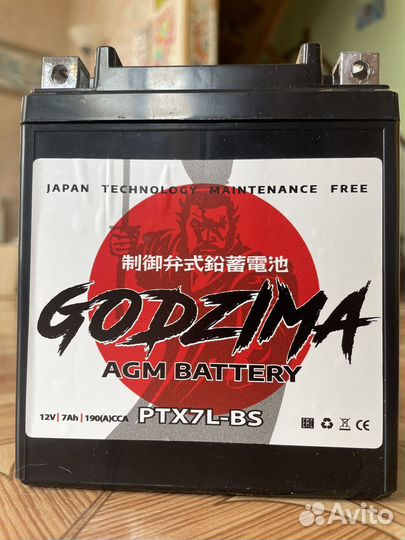 JAPAN TECHNOLOGY MAINTENANCE FREE
制御弁式鉛蓄電池
GODZIMA
AGM BATTERY
12V | 7Ah | 190(A)CCA PTX7L-BS CE
Avito